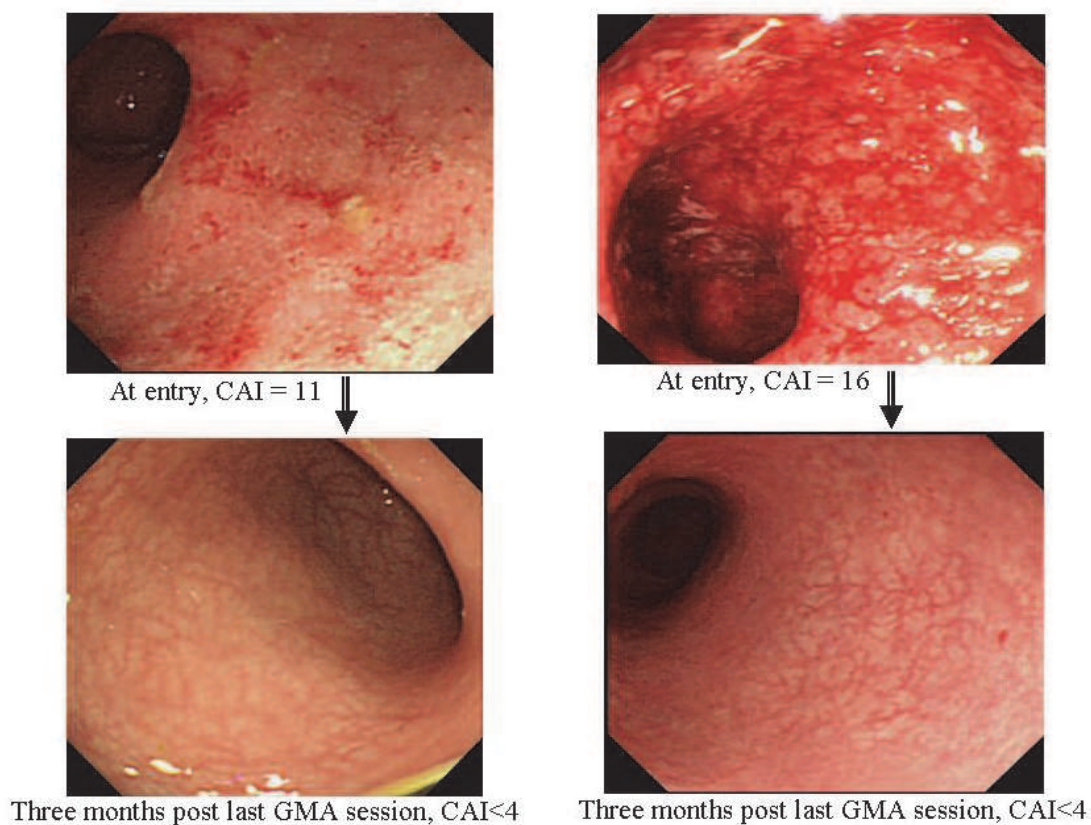 At entry, CAI = 11
At entry, CAI = 16
Three months post last GMA session, CAI<4
Three months post last GMA session, CAI<4